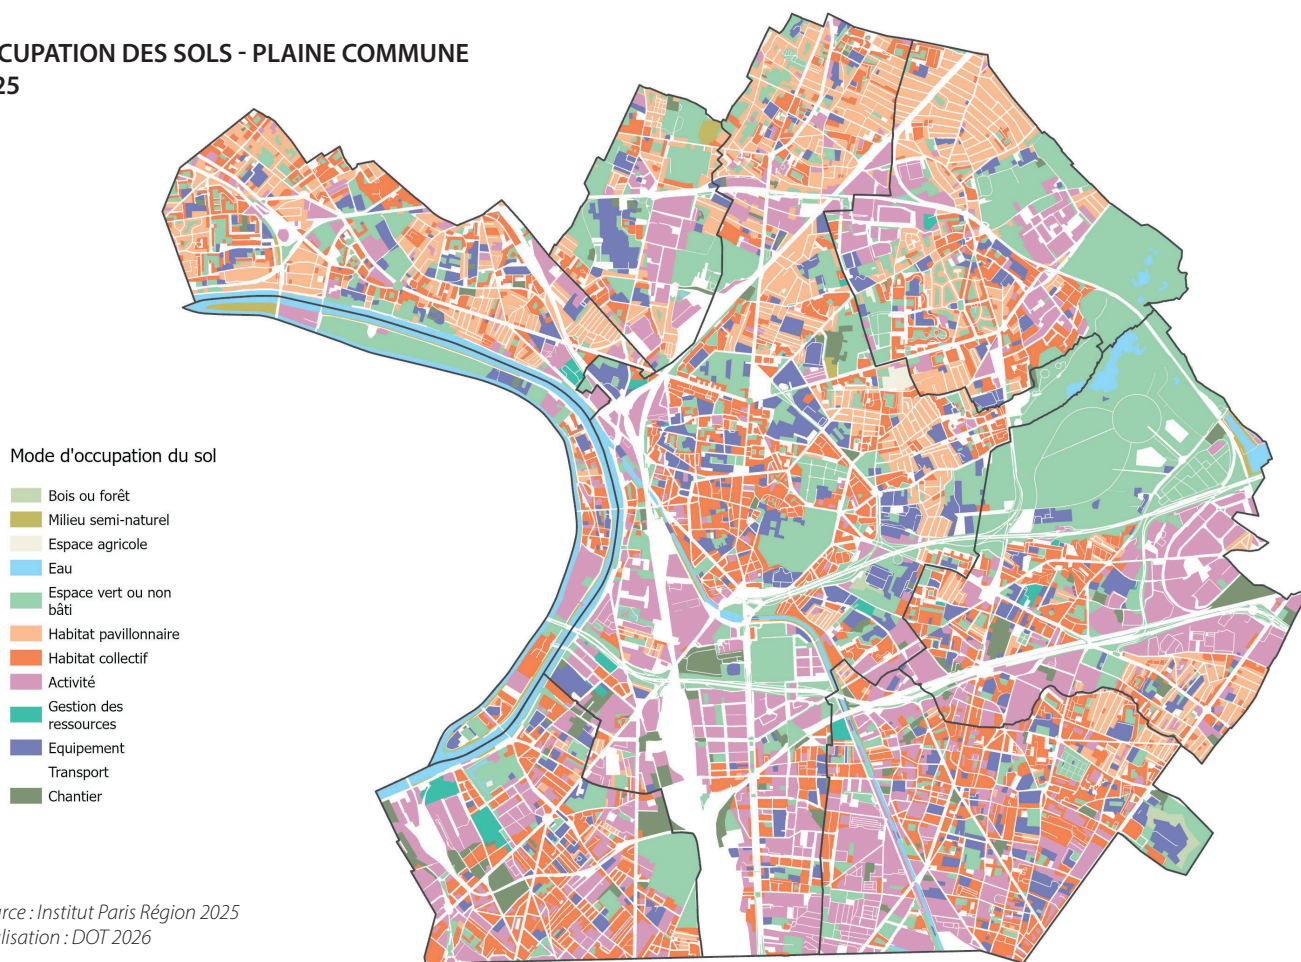 CUPATION DES SOLS - PLAINE COMMUNE
25
Mode d'occupation du sol
Bois ou forêt
Milieu semi-naturel
Espace agricole
Eau
Espace vert ou non
bâti
Habitat pavillonnaire
Habitat collectif
Activité
Gestion des
ressources
Equipement
Transport
Chantier
rce : Institut Paris Région 2025
lisation : DOT 2026